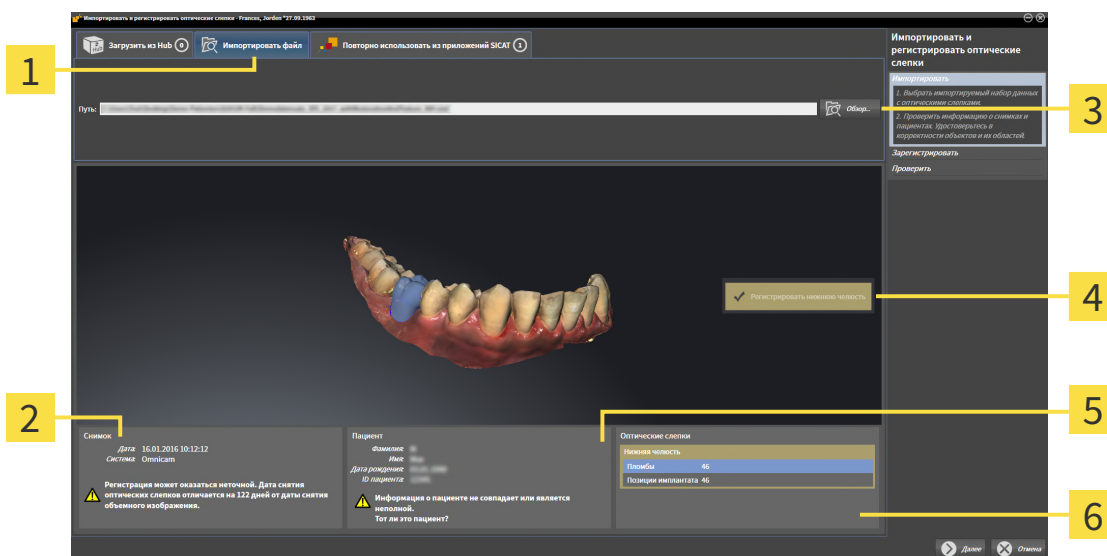 Импортировать и регистрировать оптические слепки - Frances, Jorden *27.09.1963
Загрузить из Hub 0
Импортировать файл
Повторно использовать из приложений SICAT 1
1
Путь:
Обзор..
3
Импортировать и
регистрировать оптические
слепки
Импортировать
1. Выбрать импортируемый набор данных
с оптическими слепками.
2. Проверить информацию о снимках и
пациентах. Удостоверьтесь в
корректности объектов и их областей.
Зарегистрировать
Проверить
Регистрировать нижнюю челюсть
4
2
Снимок
Дата: 16.01.2016 10:12:12
Система: Omnicam
Регистрация может оказаться неточной. Дата снятия
оптических слепков отличается на 122 дней от даты снятия
объемного изображения.
Пациент
Фамилия:
Имя:
Дата рождения:
ID пациента:
Информация о пациенте не совпадает или является
неполной.
Тот ли это пациент?
5
Оптические слепки
Нижняя челюсть
Пломбы 46
Позиции имплантата 46
6
Далее
Отмена